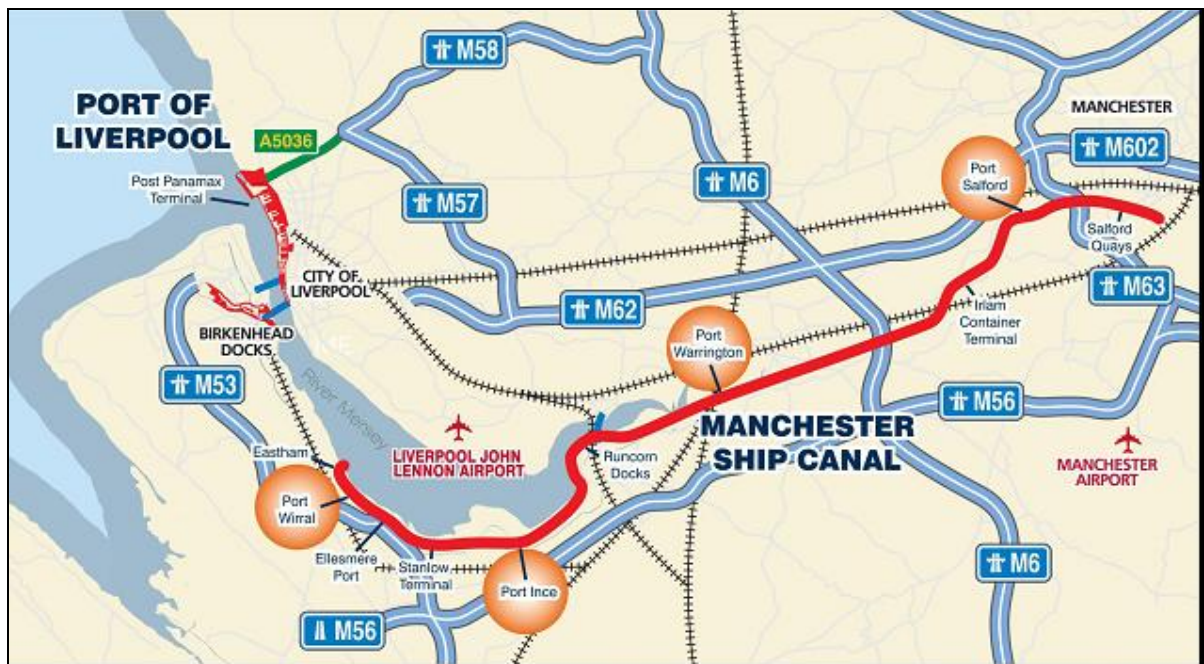 M58
PORT OF
LIVERPOOL
A5036
MANCHESTER
M602
Post Panamax
Terminal
M6
Port
Salford
M57
Salford
Quays
CITY OF
LIVERPOOL
M63
M62
Irlam
Container
Terminal
BIRKENHEAD
DOCKS
Port
Warrington
M53
River Mersey
M56
MANCHESTER
SHIP CANAL
Eastham
LIVERPOOL JOHN
LENNON AIRPORT
Runcorn
Docks
MANCHESTER
AIRPORT
Port
Wirral
Ellesmere
Port
Stanlow
Terminal
Port Ince
M6
M56